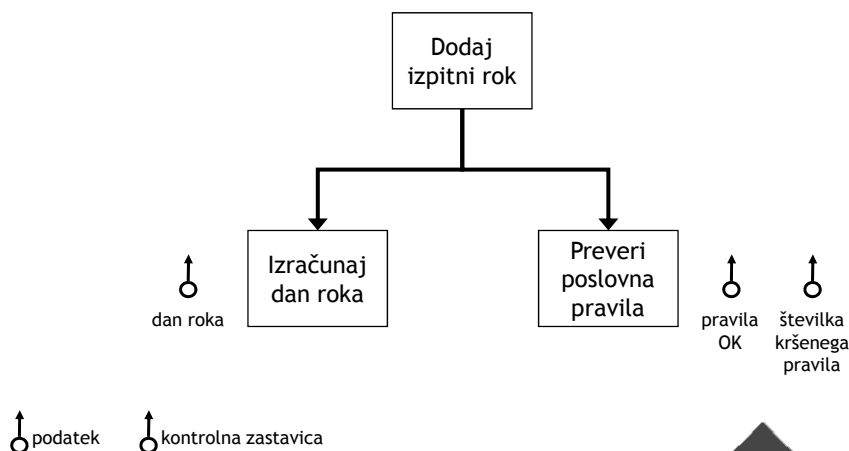 Dodaj
izpitni rok
Izračunaj
dan roka
Preveri
poslovna
pravila
dan roka
pravila
OK
številka
kršenega
pravila
podatek
kontrolna zastavica